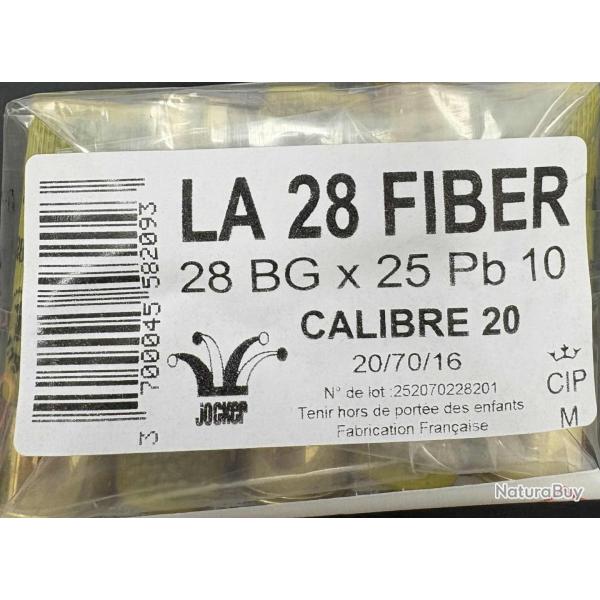 LA 28 FIBER
28 BG x 25 Pb 10
CALIBRE 20
20/70/16
N° de lot :252070228201
Tenir hors de portee des enfants
Fabrication Française
JOCKER
CIP
M
3 700045 582093
NaturaBuy